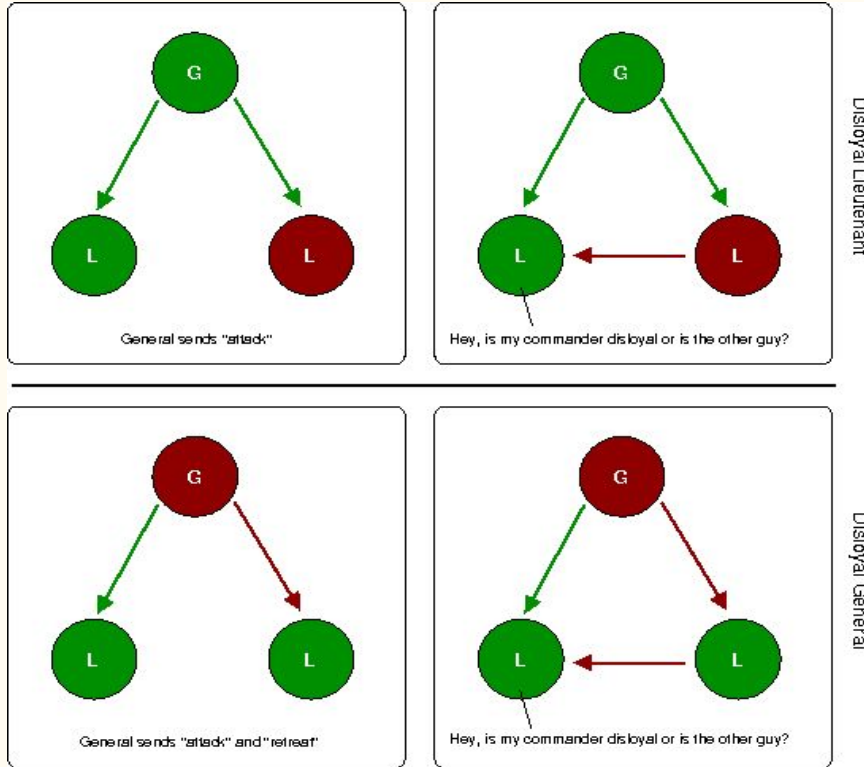 G
G
L
L
L
L
General sends "attack"
Hey, is my commander disloyal or is the other guy?
Disloyal Lieutenant
G
G
L
L
L
L
General sends "attack" and "retreat"
Hey, is my commander disloyal or is the other guy?
Disloyal General